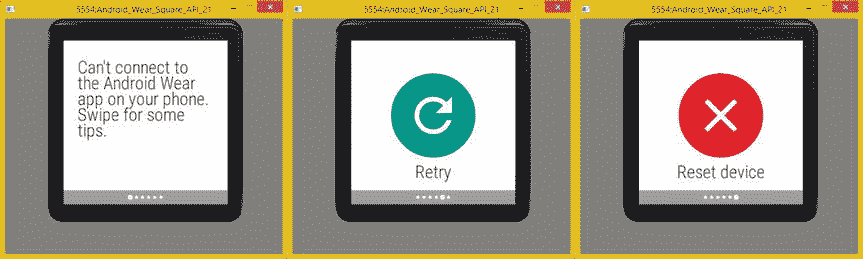 5554:Android_Wear_Square_API_21
Can't connect to
the Android Wear
app on your phone.
Swipe for some
tips.
5554:Android_Wear_Square_API_21
Retry
5554:Android_Wear_Square_API_21
Reset device